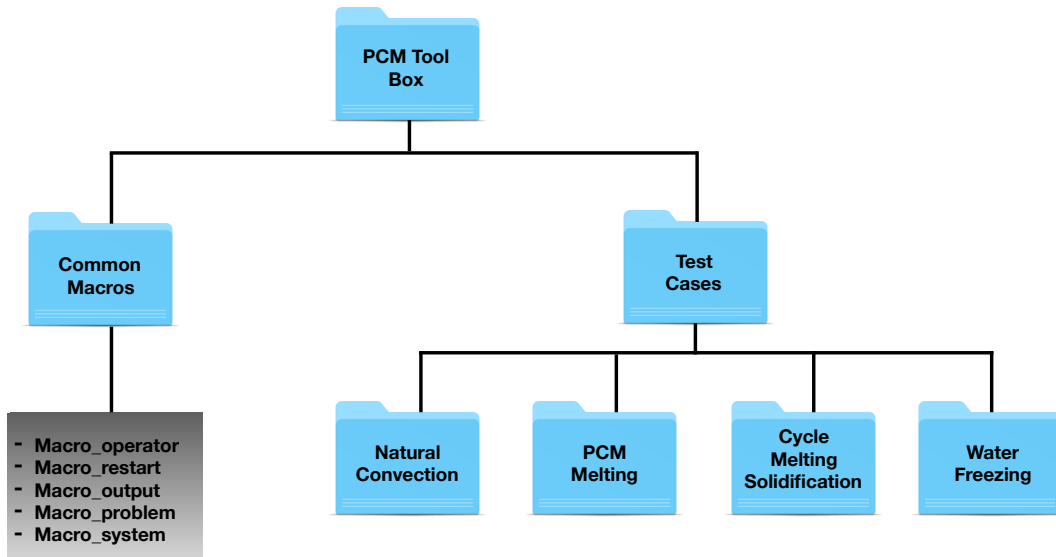 PCM Tool
Box
Common
Macros
Test
Cases
- Macro_operator
- Macro_restart
- Macro_output
- Macro_problem
- Macro_system
Natural
Convection
PCM
Melting
Cycle
Melting
Solidification
Water
Freezing